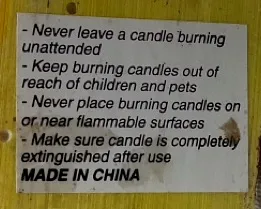 - Never leave a candle burning
unattended
- Keep burning candles out of
reach of children and pets
- Never place burning candles on
or near flammable surfaces
- Make sure candle is completely
extinguished after use
MADE IN CHINA